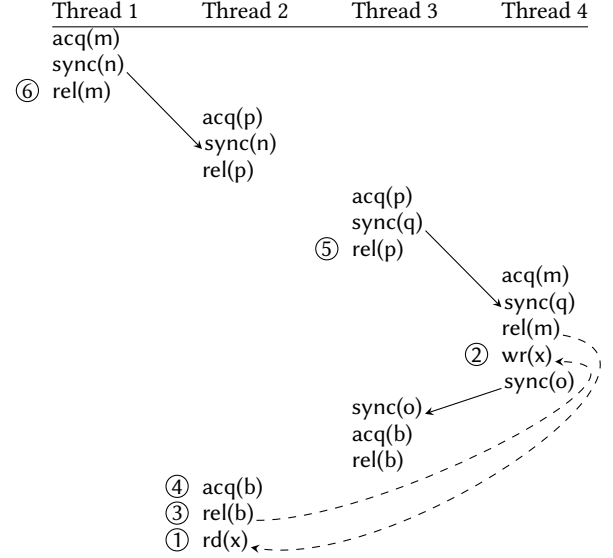 Thread 1 Thread 2 Thread 3 Thread 4
acq(m)
sync(n)
⑥ rel(m)
acq(p)
sync(n)
rel(p)
acq(p)
sync(q)
⑤ rel(p)
acq(m)
sync(q)
rel(m)
② wr(x)
sync(o)
sync(o)
acq(b)
rel(b)
④ acq(b)
③ rel(b)
① rd(x)